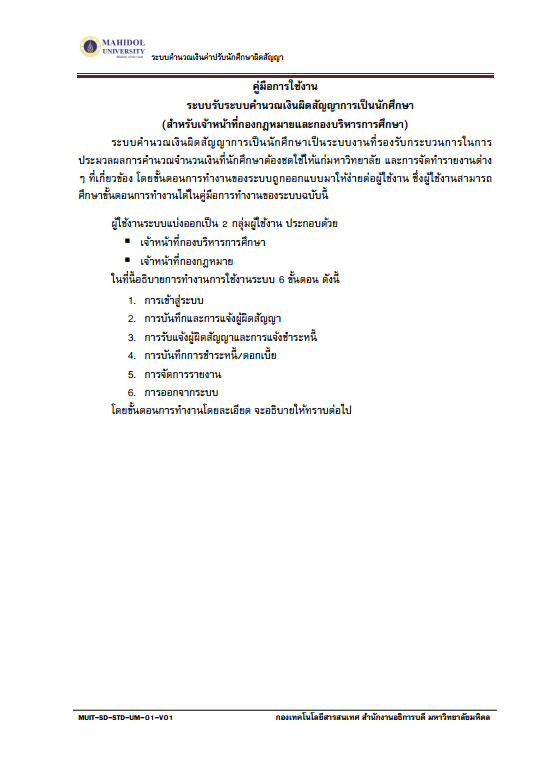 MAHIDOL
UNIVERSITY
Wisdom of the Land
ระบบคำนวณเงินค่าปรับนักศึกษาผิดสัญญา
คู่มือการใช้งาน
ระบบรับระบบคำนวณเงินผิดสัญญาการเป็นนักศึกษา
(สำหรับเจ้าหน้าที่กองกฎหมายและกองบริหารการศึกษา)
ระบบคำนวณเงินผิดสัญญาการเป็นนักศึกษาเป็นระบบงานที่รองรับกระบวนการในการ
ประมวลผลการคำนวณจำนวนเงินที่นักศึกษาต้องชดใช้ให้แก่มหาวิทยาลัย และการจัดทำรายงานต่าง
ๆ ที่เกี่ยวข้อง โดยขั้นตอนการทำงานของระบบถูกออกแบบมาให้ง่ายต่อผู้ใช้งาน ซึ่งผู้ใช้งานสามารถ
ศึกษาขั้นตอนการทำงานได้ในคู่มือการทำงานของระบบฉบับนี้
ผู้ใช้งานระบบแบ่งออกเป็น 2 กลุ่มผู้ใช้งาน ประกอบด้วย
▪ เจ้าหน้าที่กองบริหารการศึกษา
▪ เจ้าหน้าที่กองกฎหมาย
ในที่นี้อธิบายการทำงานการใช้งานระบบ 6 ขั้นตอน ดังนี้
1. การเข้าสู่ระบบ
2. การบันทึกและการแจ้งผู้ผิดสัญญา
3. การรับแจ้งผู้ผิดสัญญาและการแจ้งชำระหนี้
4. การบันทึกการชำระหนี้/ดอกเบี้ย
5. การจัดการรายงาน
6. การออกจากระบบ
โดยขั้นตอนการทำงานโดยละเอียด จะอธิบายให้ทราบต่อไป
MUIT-SD-STD-UM-01-V01 กองเทคโนโลยีสารสนเทศ สำนักงานอธิการบดี มหาวิทยาลัยมหิดล